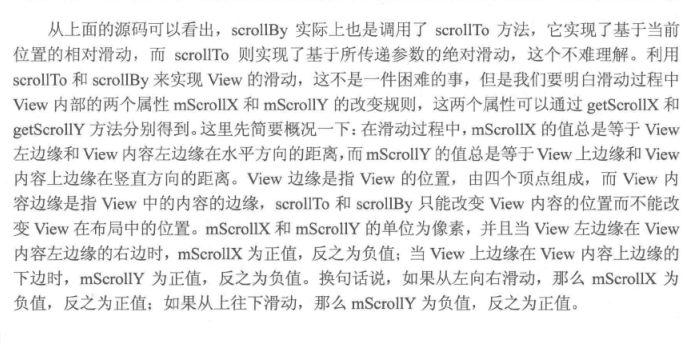 从上面的源码可以看出，scrollBy 实际上也是调用了 scrollTo 方法，它实现了基于当前
位置的相对滑动，而 scrollTo 则实现了基于所传递参数的绝对滑动，这个不难理解。利用
scrollTo 和 scrollBy 来实现 View 的滑动，这不是一件困难的事，但是我们要明白滑动过程中
View 内部的两个属性 mScrollX 和 mScrollY 的改变规则，这两个属性可以通过 getScrollX 和
getScrollY 方法分别得到。这里先简要概况一下：在滑动过程中，mScrollX 的值总是等于 View
左边缘和 View 内容左边缘在水平方向的距离，而 mScrollY 的值总是等于 View 上边缘和 View
内容上边缘在竖直方向的距离。View 边缘是指 View 的位置，由四个顶点组成，而 View 内
容边缘是指 View 中的内容的边缘，scrollTo 和 scrollBy 只能改变 View 内容的位置而不能改
变 View 在布局中的位置。mScrollX 和 mScrollY 的单位为像素，并且当 View 左边缘在 View
内容左边缘的右边时，mScrollX 为正值，反之为负值；当 View 上边缘在 View 内容上边缘的
下边时，mScrollY 为正值，反之为负值。换句话说，如果从左向右滑动，那么 mScrollX 为
负值，反之为正值；如果从上往下滑动，那么 mScrollY 为负值，反之为正值。